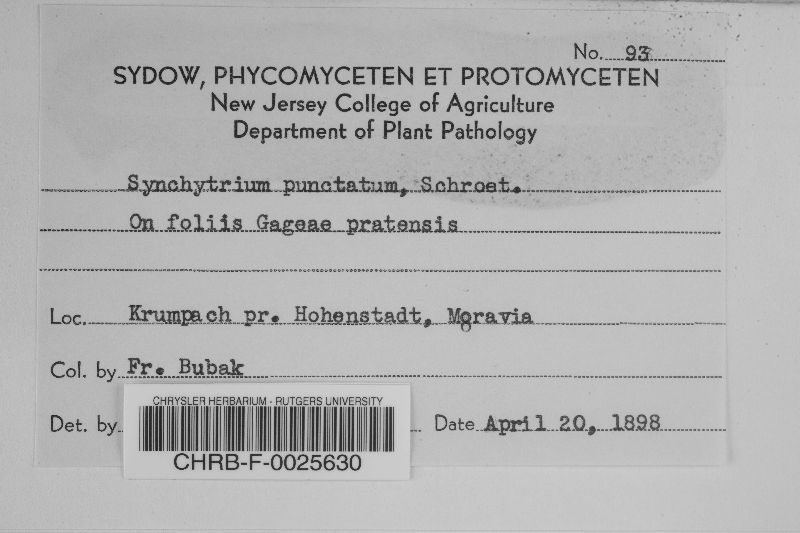 No. 93
SYDOW, PHYCOMYCETEN ET PROTOMYCETEN
New Jersey College of Agriculture
Department of Plant Pathology
Synchytrium punctatum, Schroet.
On foliis Gageae pratensis
Loc. Krumpach pr. Hohenstadt, Moravia
Col. by Fr. Bubak
Det. by
Date April 20, 1898
CHRYSLER HERBARIUM - RUTGERS UNIVERSITY
CHRB-F-0025630